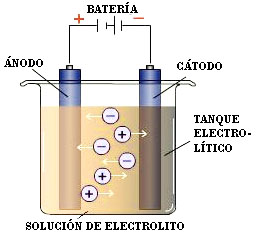 BATERÍA
+ −
ÁNODO
CÁTODO
−
+
−
−
+
+
TANQUE
ELECTRO-
LÍTICO
SOLUCIÓN DE ELECTROLITO